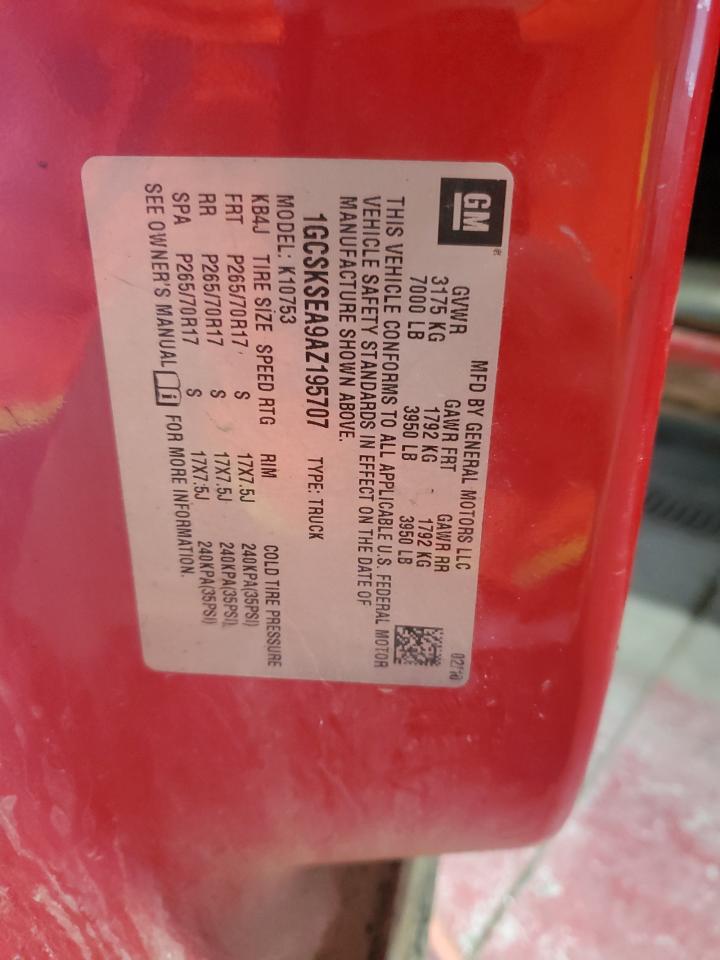 GM
MFD BY GENERAL MOTORS LLC 02/10
GVWR GAWR FRT GAWR RR
3175 KG 1792 KG 1792 KG
7000 LB 3950 LB 3950 LB
THIS VEHICLE CONFORMS TO ALL APPLICABLE U.S. FEDERAL MOTOR
VEHICLE SAFETY STANDARDS IN EFFECT ON THE DATE OF
MANUFACTURE SHOWN ABOVE.
1GCSKSEA9AZ195707 TYPE: TRUCK
MODEL: K10753
KB4J TIRE SIZE SPEED RTG RIM COLD TIRE PRESSURE
FRT P265/70R17 S 17X7.5J 240KPA(35PSI)
RR P265/70R17 S 17X7.5J 240KPA(35PSI)
SPA P265/70R17 S 17X7.5J 240KPA(35PSI)
SEE OWNER'S MANUAL FOR MORE INFORMATION.